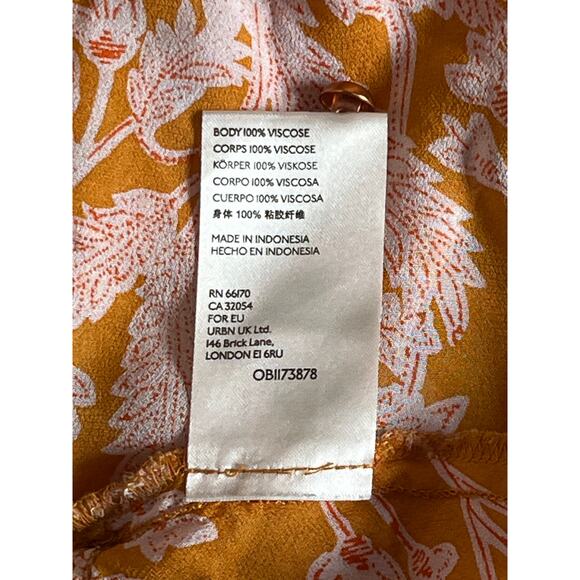 BODY 100% VISCOSE
CORPS 100% VISCOSE
KÖRPER 100% VISKOSE
CORPO 100% VISCOSA
CUERPO 100% VISCOSA
身体 100% 粘胶纤维
MADE IN INDONESIA
HECHO EN INDONESIA
RN 66170
CA 32054
FOR EU
URBN UK Ltd.
146 Brick Lane,
LONDON E1 6RU
OB1173878